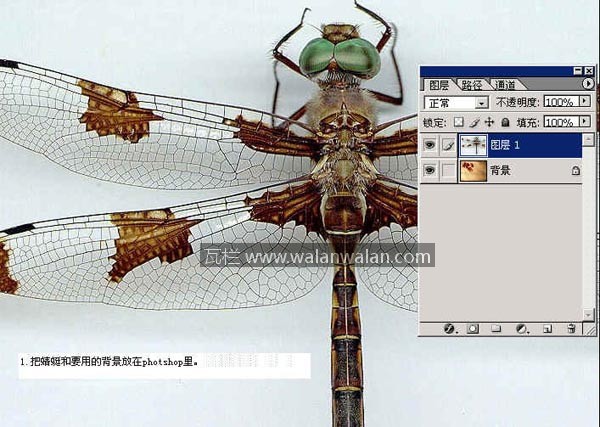 图层 路径 通道
正常 不透明度: 100%
锁定: 填充: 100%
图层 1
背景
瓦栏 www.walanwalan.com
1.把蜻蜓和要用的背景放在photshop里。